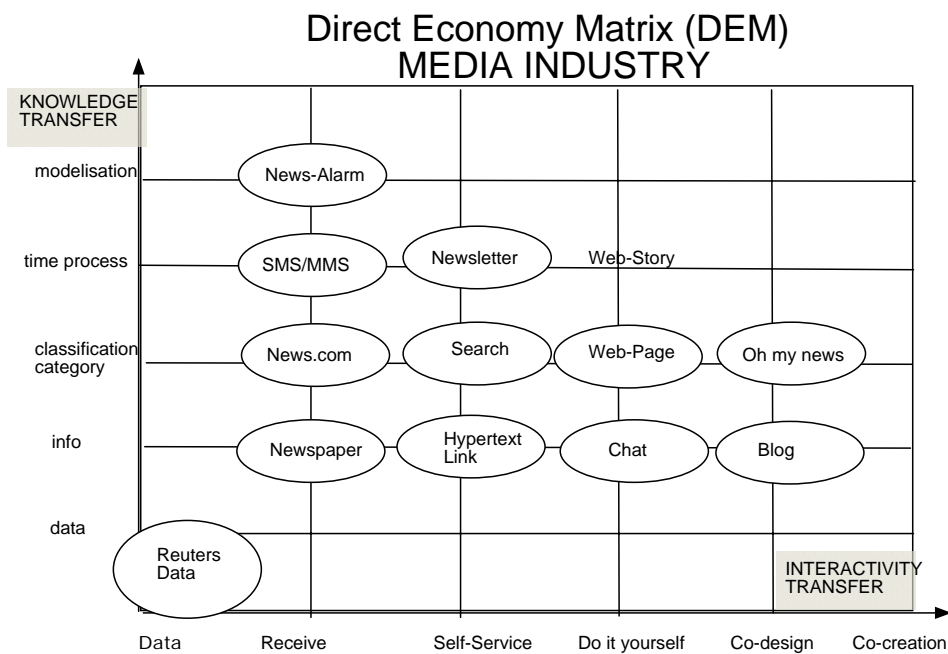 Direct Economy Matrix (DEM)
MEDIA INDUSTRY
KNOWLEDGE
TRANSFER
modelisation
News-Alarm
time process
SMS/MMS
Newsletter
Web-Story
classification
category
News.com
Search
Web-Page
Oh my news
info
Newspaper
Hypertext
Link
Chat
Blog
data
Reuters
Data
INTERACTIVITY
TRANSFER
Data
Receive
Self-Service
Do it yourself
Co-design
Co-creation